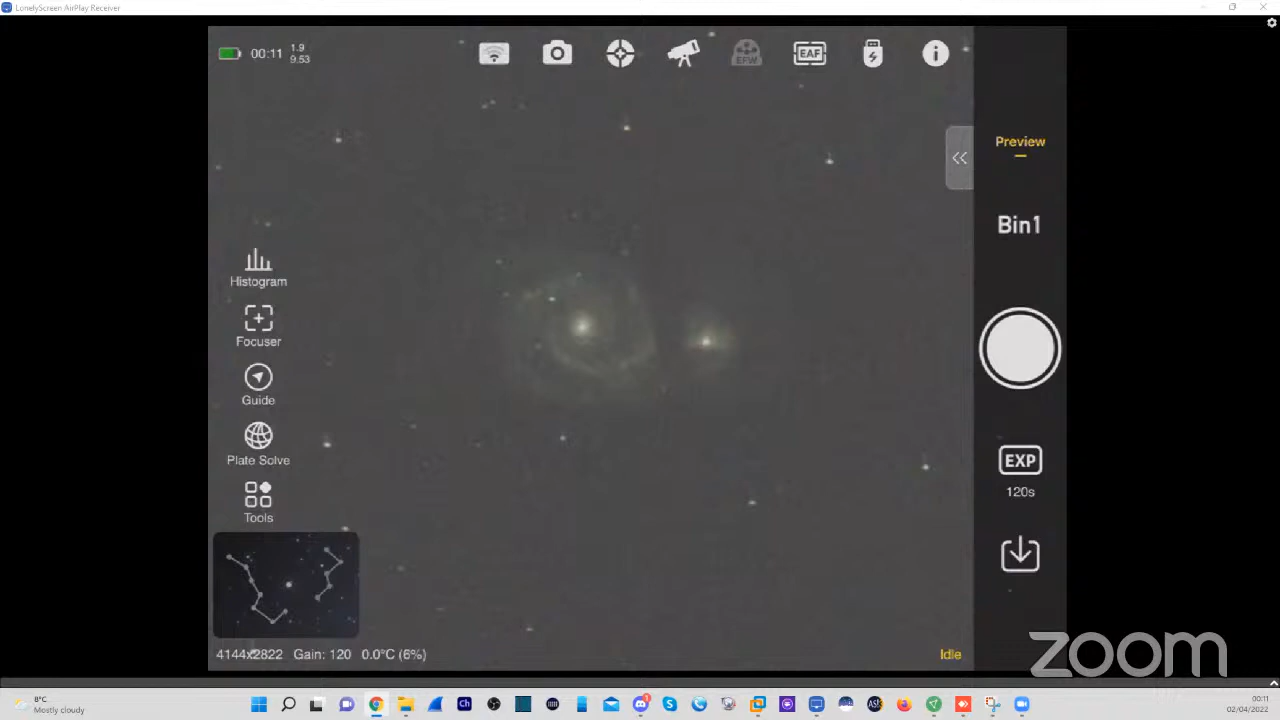 LonelyScreen AirPlay Receiver
00:11
1.9
9.53
EFW
EAF
Preview
Bin1
Histogram
Focuser
Guide
Plate Solve
Tools
EXP
120s
4144x2822 Gain: 120 0.0°C (6%)
Idle
zoom
8°C
Mostly cloudy
00:11
02/04/2022